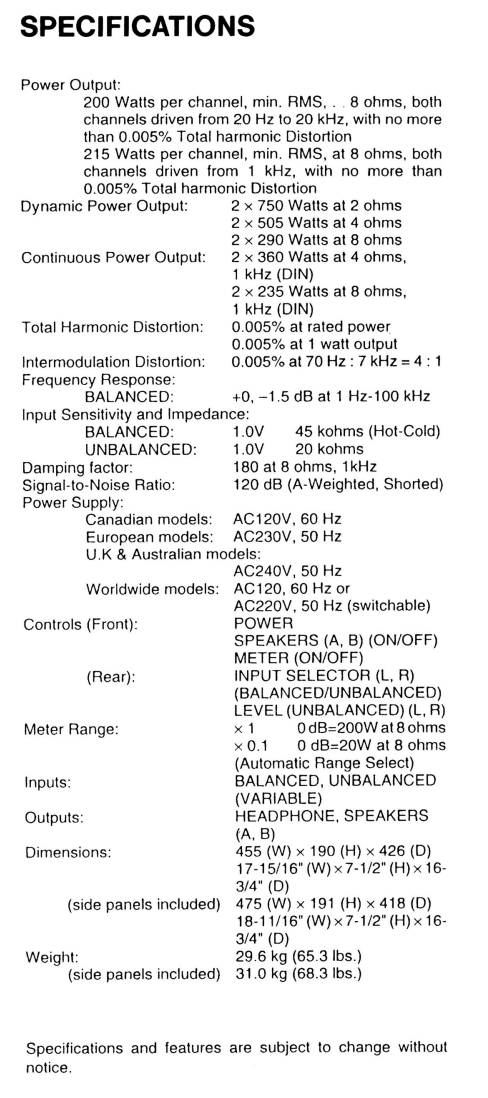 SPECIFICATIONS
Power Output:
200 Watts per channel, min. RMS, . . 8 ohms, both
channels driven from 20 Hz to 20 kHz, with no more
than 0.005% Total harmonic Distortion
215 Watts per channel, min. RMS, at 8 ohms, both
channels driven from 1 kHz, with no more than
0.005% Total harmonic Distortion
Dynamic Power Output: 2 × 750 Watts at 2 ohms
2 × 505 Watts at 4 ohms
2 × 290 Watts at 8 ohms
Continuous Power Output: 2 × 360 Watts at 4 ohms,
1 kHz (DIN)
2 × 235 Watts at 8 ohms,
1 kHz (DIN)
Total Harmonic Distortion: 0.005% at rated power
0.005% at 1 watt output
Intermodulation Distortion: 0.005% at 70 Hz : 7 kHz = 4 : 1
Frequency Response:
BALANCED: +0, −1.5 dB at 1 Hz-100 kHz
Input Sensitivity and Impedance:
BALANCED: 1.0V 45 kohms (Hot-Cold)
UNBALANCED: 1.0V 20 kohms
Damping factor: 180 at 8 ohms, 1kHz
Signal-to-Noise Ratio: 120 dB (A-Weighted, Shorted)
Power Supply:
Canadian models: AC120V, 60 Hz
European models: AC230V, 50 Hz
U.K & Australian models:
AC240V, 50 Hz
Worldwide models: AC120, 60 Hz or
AC220V, 50 Hz (switchable)
Controls (Front): POWER
SPEAKERS (A, B) (ON/OFF)
METER (ON/OFF)
(Rear): INPUT SELECTOR (L, R)
(BALANCED/UNBALANCED)
LEVEL (UNBALANCED) (L, R)
Meter Range: × 1 0 dB=200W at 8 ohms
× 0.1 0 dB=20W at 8 ohms
(Automatic Range Select)
Inputs: BALANCED, UNBALANCED
(VARIABLE)
Outputs: HEADPHONE, SPEAKERS
(A, B)
Dimensions: 455 (W) × 190 (H) × 426 (D)
17-15/16" (W) × 7-1/2" (H) × 16-
3/4" (D)
(side panels included) 475 (W) × 191 (H) × 418 (D)
18-11/16" (W) × 7-1/2" (H) × 16-
3/4" (D)
Weight: 29.6 kg (65.3 lbs.)
(side panels included) 31.0 kg (68.3 lbs.)
Specifications and features are subject to change without
notice.